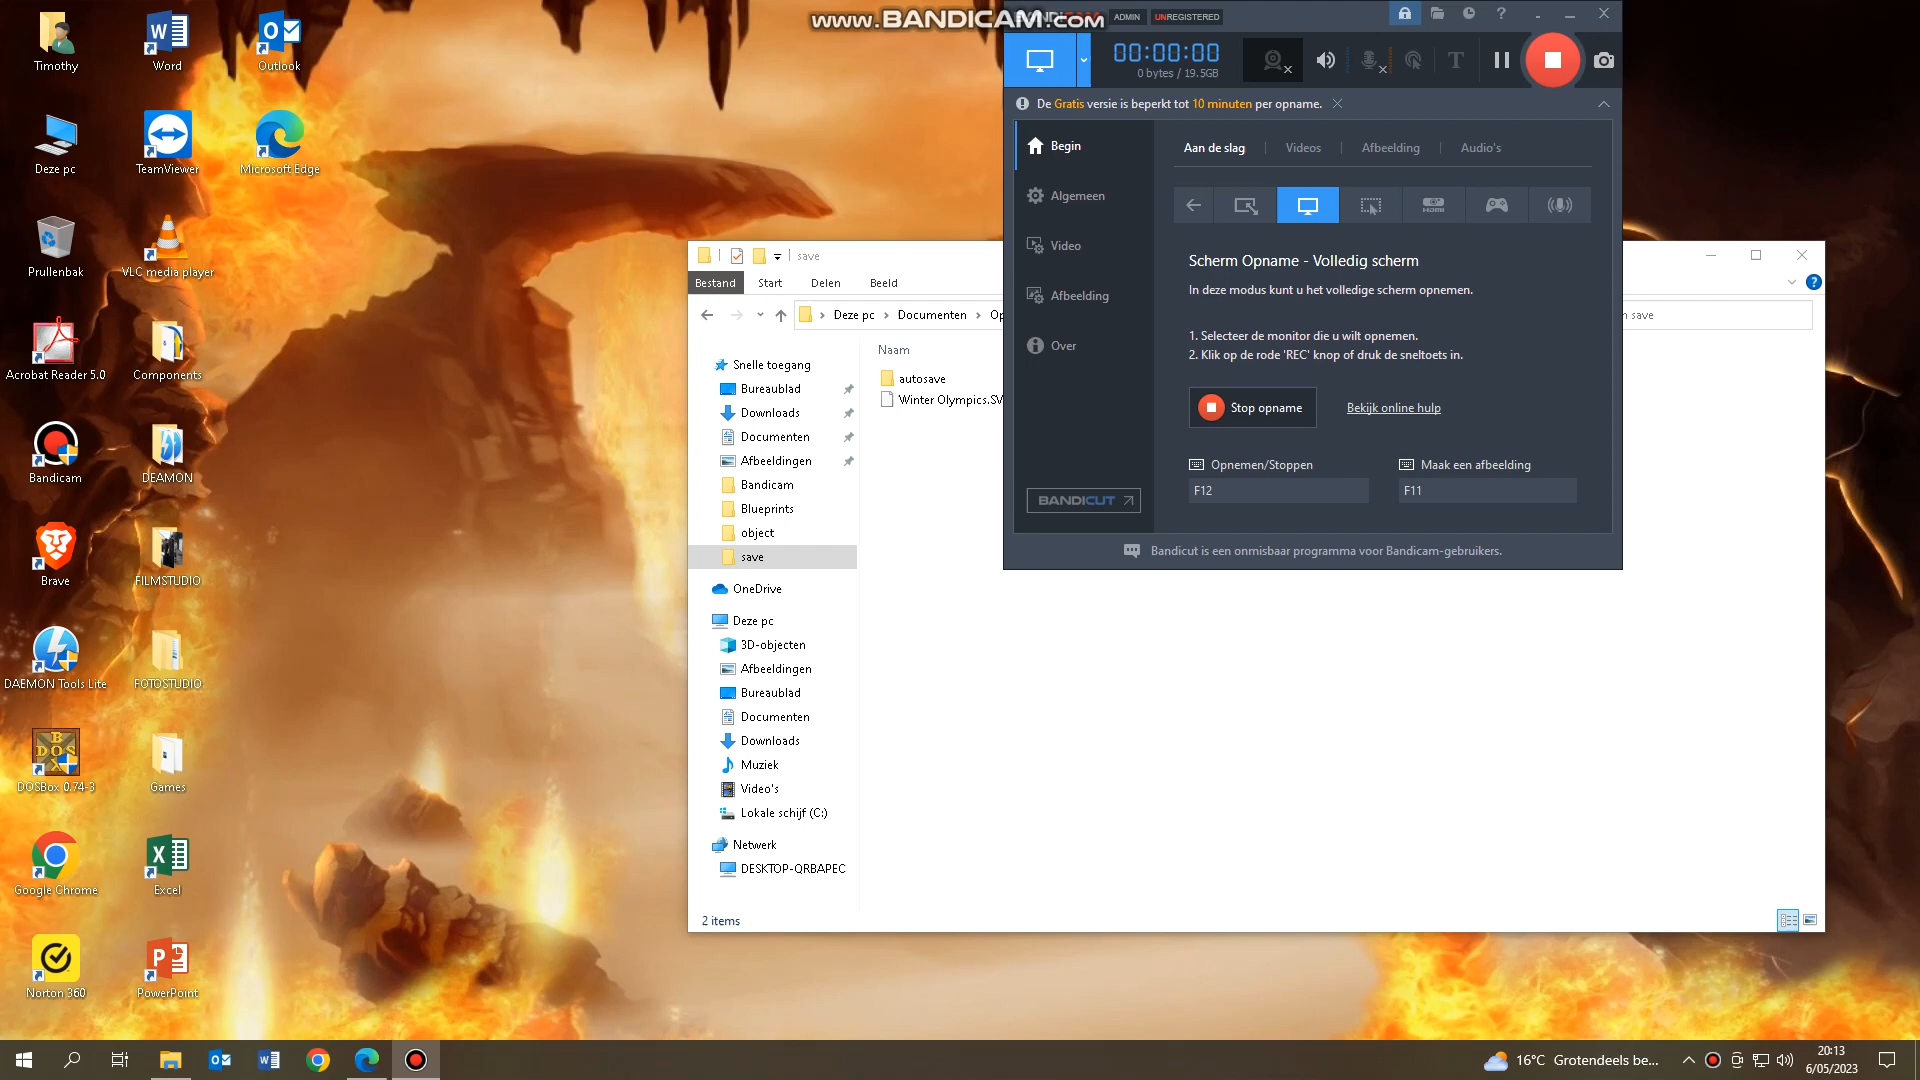 www.BANDICAM.com
ADMIN
UNREGISTERED
00:00:00
0 bytes / 19.5GB
De Gratis versie is beperkt tot 10 minuten per opname.
Begin
Algemeen
Video
Afbeelding
Over
BANDICUT
Aan de slag
Videos
Afbeelding
Audio's
HDMI
Scherm Opname - Volledig scherm
In deze modus kunt u het volledige scherm opnemen.
1. Selecteer de monitor die u wilt opnemen.
2. Klik op de rode 'REC' knop of druk de sneltoets in.
Stop opname
Bekijk online hulp
Opnemen/Stoppen
Maak een afbeelding
F12
F11
Bandicut is een onmisbaar programma voor Bandicam-gebruikers.
Timothy
Word
Outlook
Deze pc
TeamViewer
Microsoft Edge
Prullenbak
VLC media player
Acrobat Reader 5.0
Components
Bandicam
DEAMON
Brave
FILMSTUDIO
DAEMON Tools Lite
FOTOSTUDIO
DOSBox 0.74-3
Games
Google Chrome
Excel
Norton 360
PowerPoint
save
Bestand
Start
Delen
Beeld
Deze pc
Documenten
Op
n save
Naam
autosave
Winter Olympics.SV
Snelle toegang
Bureaublad
Downloads
Documenten
Afbeeldingen
Bandicam
Blueprints
object
save
OneDrive
Deze pc
3D-objecten
Afbeeldingen
Bureaublad
Documenten
Downloads
Muziek
Video's
Lokale schijf (C:)
Netwerk
DESKTOP-QRBAPEC
2 items
16°C Grotendeels be...
20:13
6/05/2023